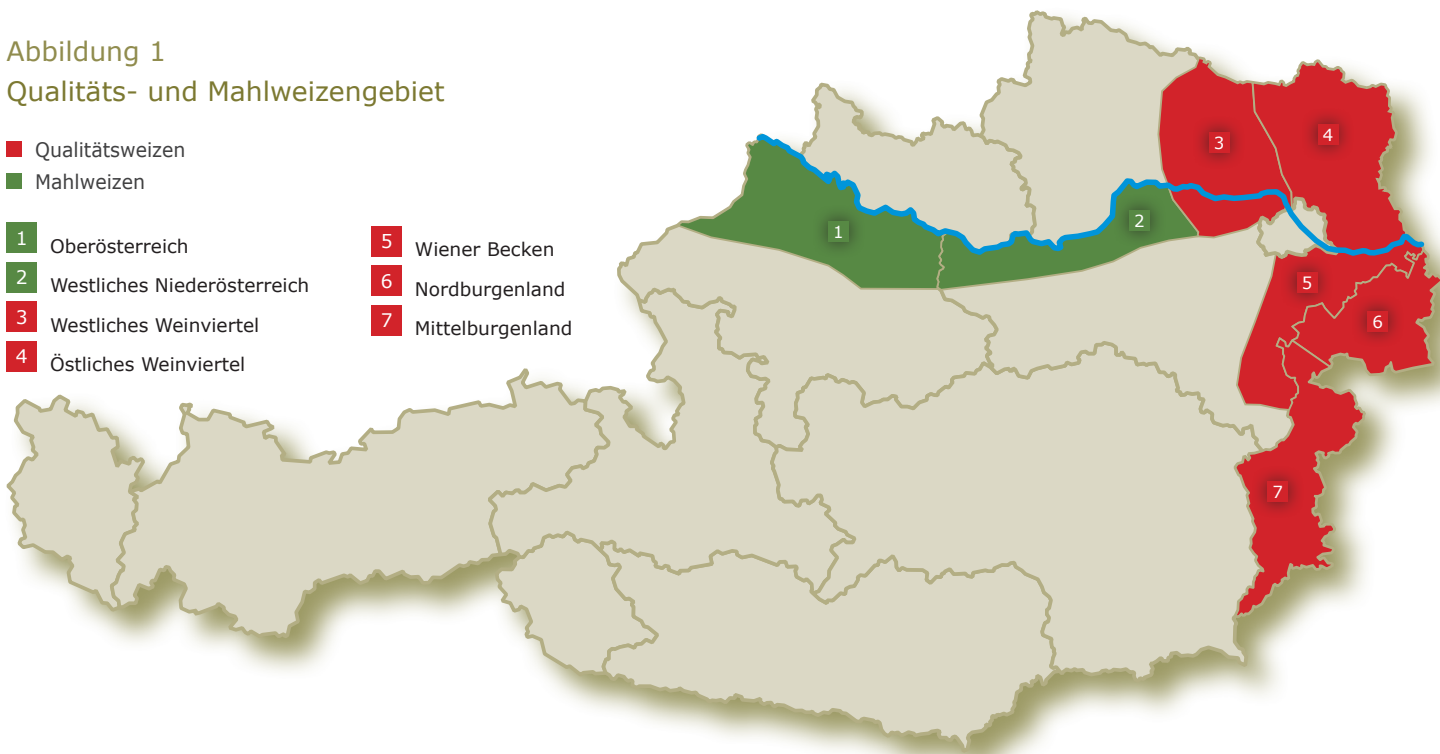 Abbildung 1
Qualitäts- und Mahlweizengebiet
Qualitätsweizen
Mahlweizen
1 Oberösterreich
2 Westliches Niederösterreich
3 Westliches Weinviertel
4 Östliches Weinviertel
5 Wiener Becken
6 Nordburgenland
7 Mittelburgenland
3
4
1
2
5
6
7